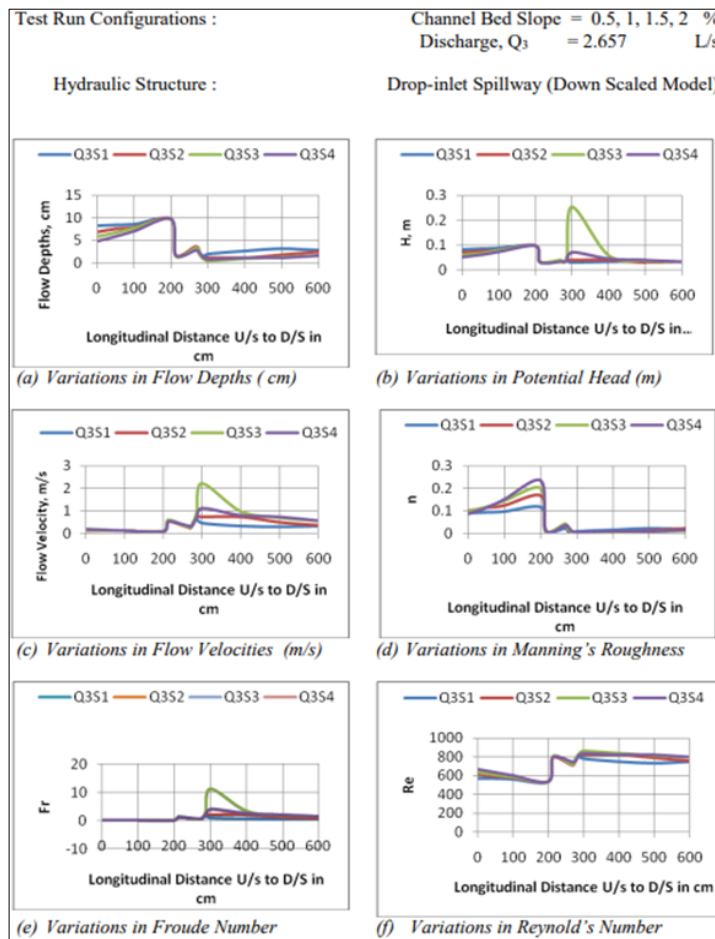 Test Run Configurations : Channel Bed Slope = 0.5, 1, 1.5, 2 %
Discharge, Q₃ = 2.657 L/s
Hydraulic Structure : Drop-inlet Spillway (Down Scaled Model)
Q3S1 Q3S2 Q3S3 Q3S4
Flow Depths, cm
15
10
5
0
0 100 200 300 400 500 600
Longitudinal Distance U/s to D/S in
cm
(a) Variations in Flow Depths ( cm)
Q3S1 Q3S2 Q3S3 Q3S4
H, m
0.3
0.2
0.1
0
0 100 200 300 400 500 600
Longitudinal Distance U/s to D/S in...
(b) Variations in Potential Head (m)
Q3S1 Q3S2 Q3S3 Q3S4
Flow Velocity, m/s
3
2
1
0
0 100 200 300 400 500 600
Longitudinal Distance U/s to D/S in
cm
(c) Variations in Flow Velocities (m/s)
Q3S1 Q3S2 Q3S3 Q3S4
n
0.3
0.2
0.1
0
0 100 200 300 400 500 600
Longitudinal Distance U/s to D/S in
cm
(d) Variations in Manning's Roughness
Q3S1 Q3S2 Q3S3 Q3S4
Fr
20
10
0
-10
0 100 200 300 400 500 600
Longitudinal Distance U/s to D/S in
cm
(e) Variations in Froude Number
Q3S1 Q3S2 Q3S3 Q3S4
Re
1000
800
600
400
200
0
0 100 200 300 400 500 600
Longitudinal Distance U/s to D/S in cm
(f) Variations in Reynold's Number